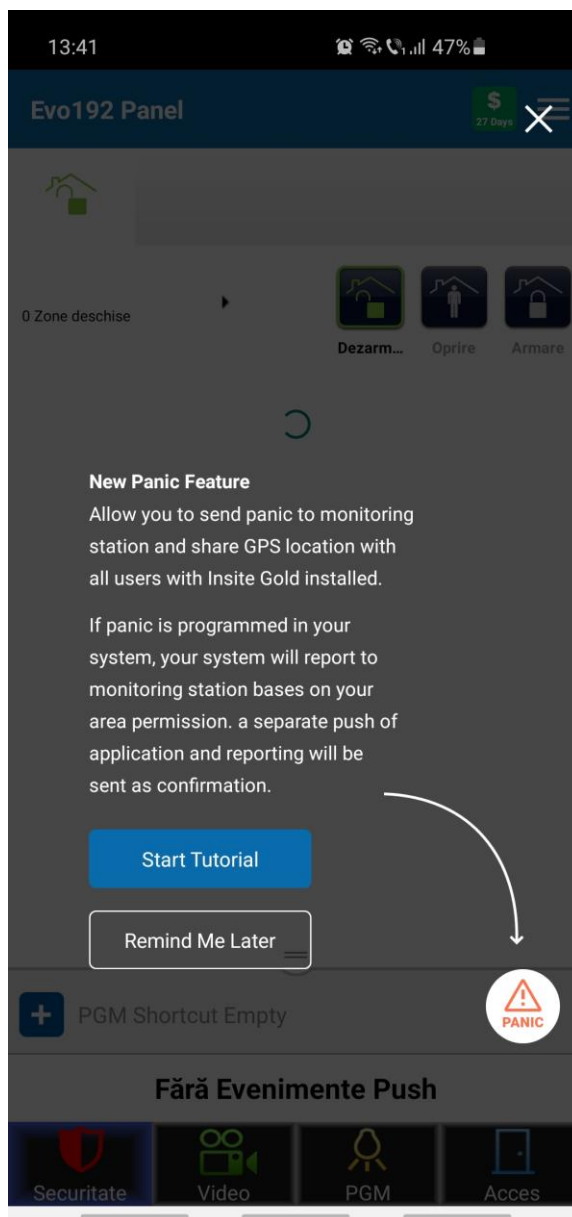 13:41
47%
Evo192 Panel
$
27 Days
0 Zone deschise
Dezarm...
Oprire
Armare
New Panic Feature
Allow you to send panic to monitoring
station and share GPS location with
all users with Insite Gold installed.
If panic is programmed in your
system, your system will report to
monitoring station bases on your
area permission. a separate push of
application and reporting will be
sent as confirmation.
Start Tutorial
Remind Me Later
PGM Shortcut Empty
PANIC
Fără Evenimente Push
Securitate
Video
PGM
Acces